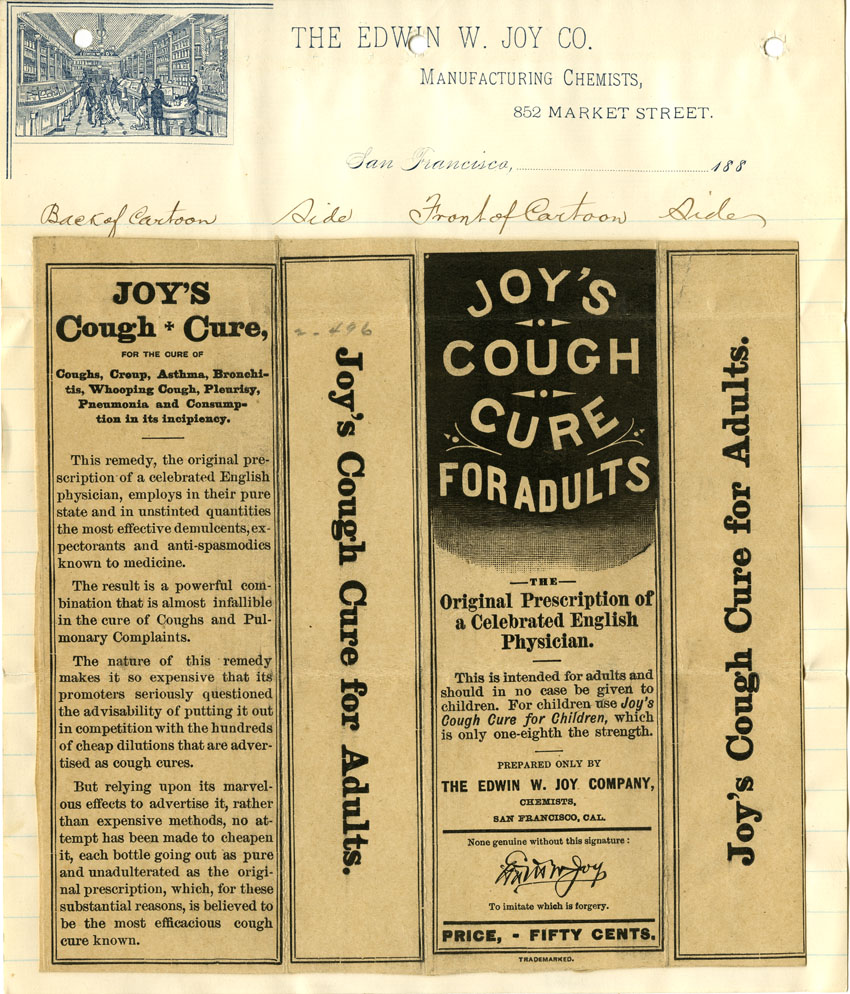 THE EDWIN W. JOY CO.
MANUFACTURING CHEMISTS,
852 MARKET STREET.
San Francisco, 188
Back of Cartoon Side Front of Cartoon Side
JOY'S
Cough + Cure,
FOR THE CURE OF
Coughs, Croup, Asthma, Bronchi-
tis, Whooping Cough, Pleurisy,
Pneumonia and Consump-
tion in its incipiency.
This remedy, the original pre-
scription of a celebrated English
physician, employs in their pure
state and in unstinted quantities
the most effective demulcents, ex-
pectorants and anti-spasmodics
known to medicine.
The result is a powerful com-
bination that is almost infallible
in the cure of Coughs and Pul-
monary Complaints.
The nature of this remedy
makes it so expensive that its
promoters seriously questioned
the advisability of putting it out
in competition with the hundreds
of cheap dilutions that are adver-
tised as cough cures.
But relying upon its marvel-
ous effects to advertise it, rather
than expensive methods, no at-
tempt has been made to cheapen
it, each bottle going out as pure
and unadulterated as the origi-
nal prescription, which, for these
substantial reasons, is believed to
be the most efficacious cough
cure known.
2-496
Joy's Cough Cure for Adults.
JOY'S
COUGH
CURE
FOR ADULTS
—THE—
Original Prescription of
a Celebrated English
Physician.
This is intended for adults and
should in no case be given to
children. For children use Joy's
Cough Cure for Children, which
is only one-eighth the strength.
PREPARED ONLY BY
THE EDWIN W. JOY COMPANY,
CHEMISTS,
SAN FRANCISCO, CAL.
None genuine without this signature:
Edwin W Joy
To imitate which is forgery.
PRICE, - FIFTY CENTS.
TRADEMARKED.
Joy's Cough Cure for Adults.